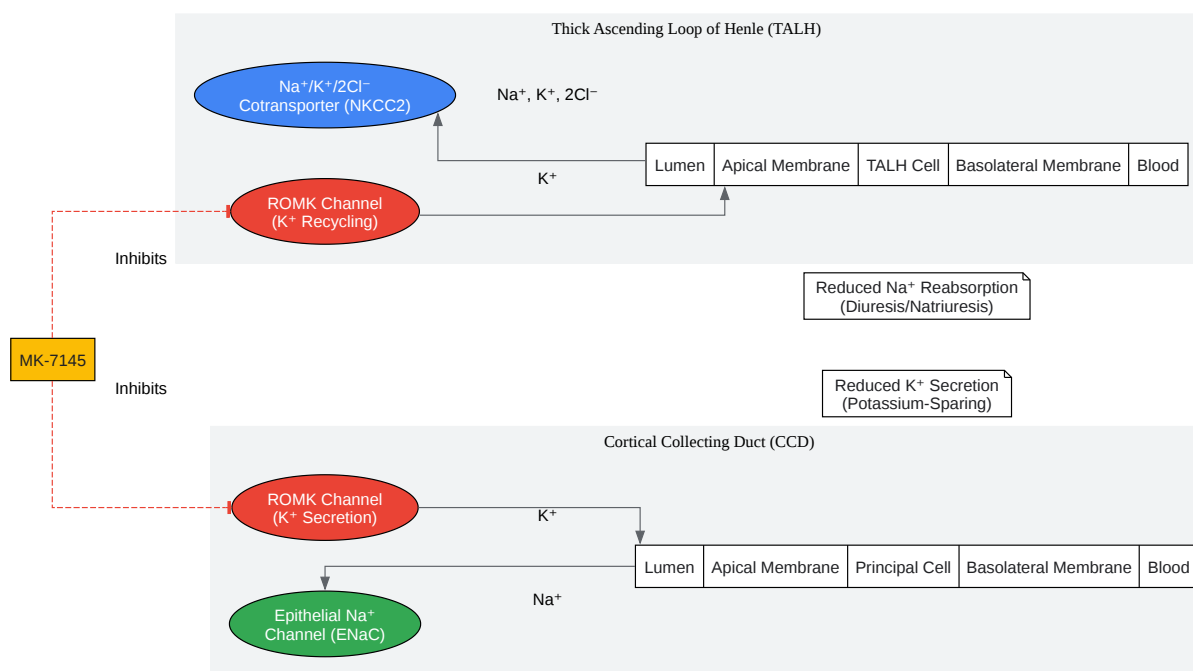 Thick Ascending Loop of Henle (TALH)
Na⁺/K⁺/2Cl⁻
Cotransporter (NKCC2)
Na⁺, K⁺, 2Cl⁻
Lumen
Apical Membrane
TALH Cell
Basolateral Membrane
Blood
K⁺
ROMK Channel
(K⁺ Recycling)
Inhibits
Reduced Na⁺ Reabsorption
(Diuresis/Natriuresis)
MK-7145
Inhibits
Reduced K⁺ Secretion
(Potassium-Sparing)
Cortical Collecting Duct (CCD)
ROMK Channel
(K⁺ Secretion)
K⁺
Lumen
Apical Membrane
Principal Cell
Basolateral Membrane
Blood
Na⁺
Epithelial Na⁺
Channel (ENaC)